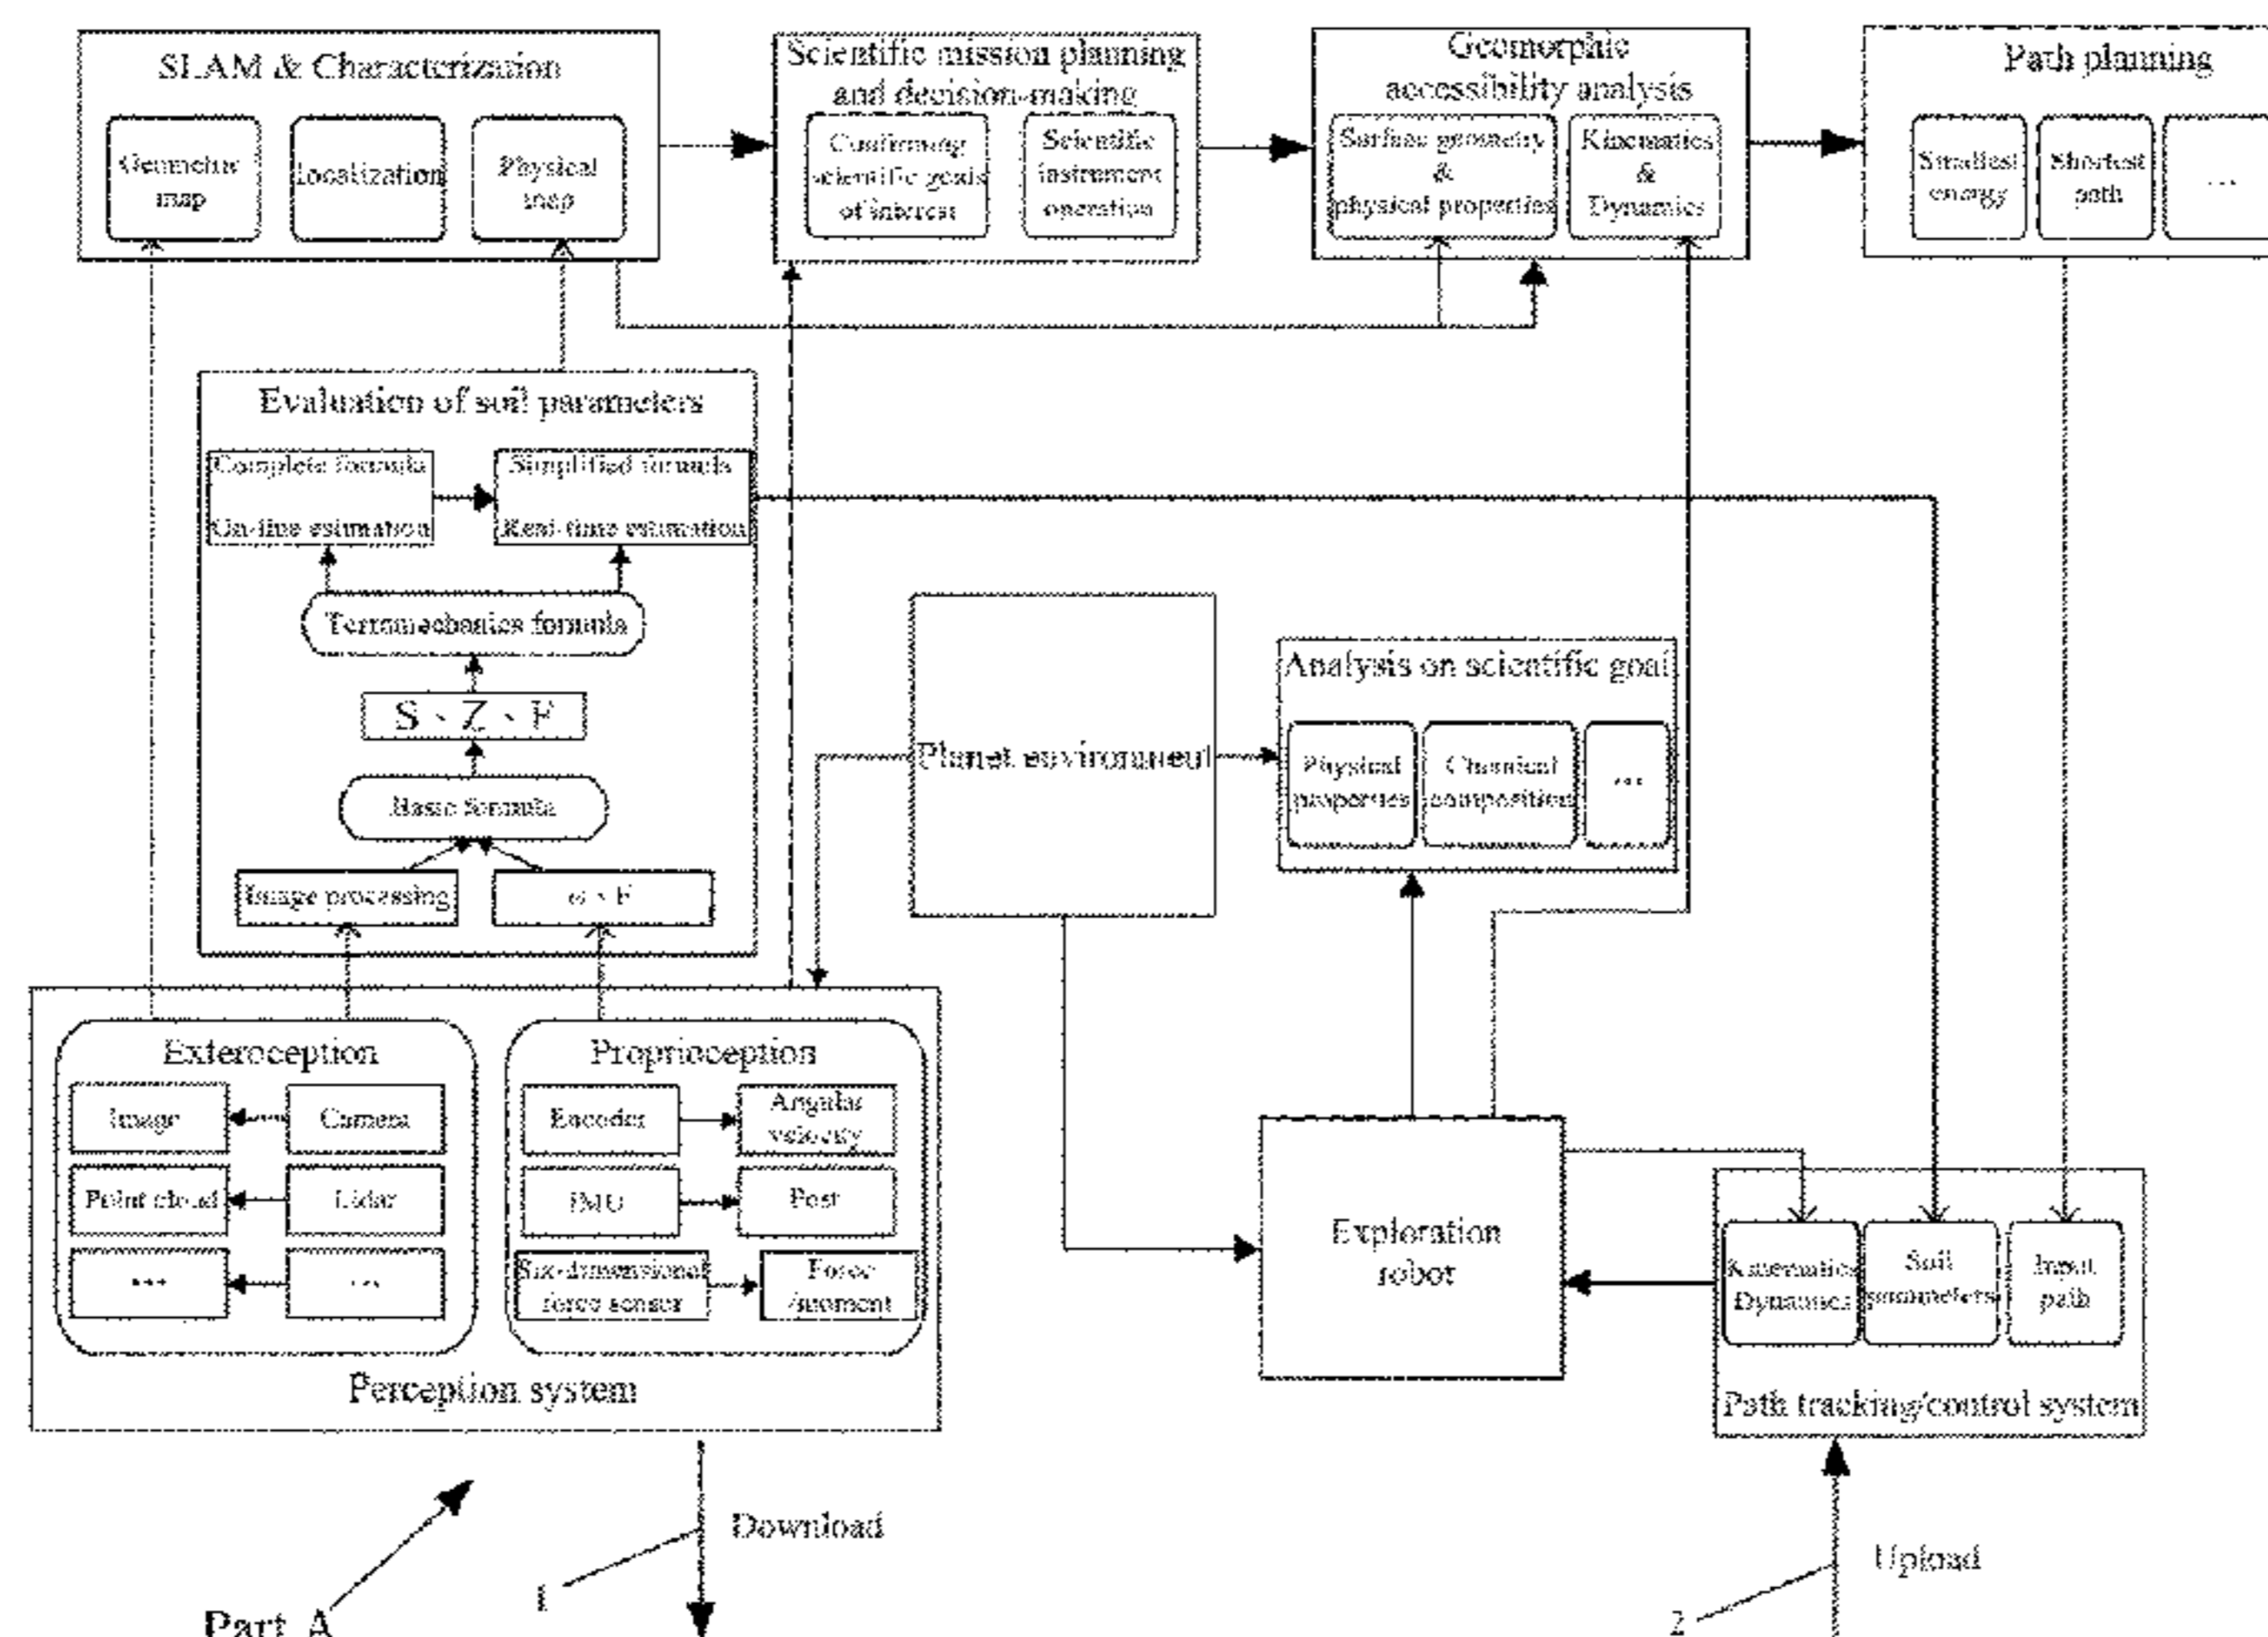 SLAM & Characterization
Geometric
map
Localization
Physical
map
Scientific mission planning
and decision-making
Confirming
scientific goals
of interest
Scientific
instrument
operation
Geomorphic
accessibility analysis
Surface geometry
&
physical properties
Kinematics
&
Dynamics
Path planning
Smallest
energy
Shortest
path
...
Evaluation of soil parameters
Complete formula
On-line estimation
Simplified formula
Real-time estimation
Terramechanics formula
S、Z、F
Basic formula
Image processing
ω、F
Planet environment
Analysis on scientific goal
Physical
properties
Chemical
composition
...
Exteroception
Image
Camera
Point cloud
Lidar
...
...
Proprioception
Encoder
Angular
velocity
IMU
Post
Six-dimensional
force sensor
Force
/moment
Perception system
Exploration
robot
Kinematics
Dynamics
Soil
parameters
Input
path
Path tracking/control system
Download
1
Part A
Upload
2